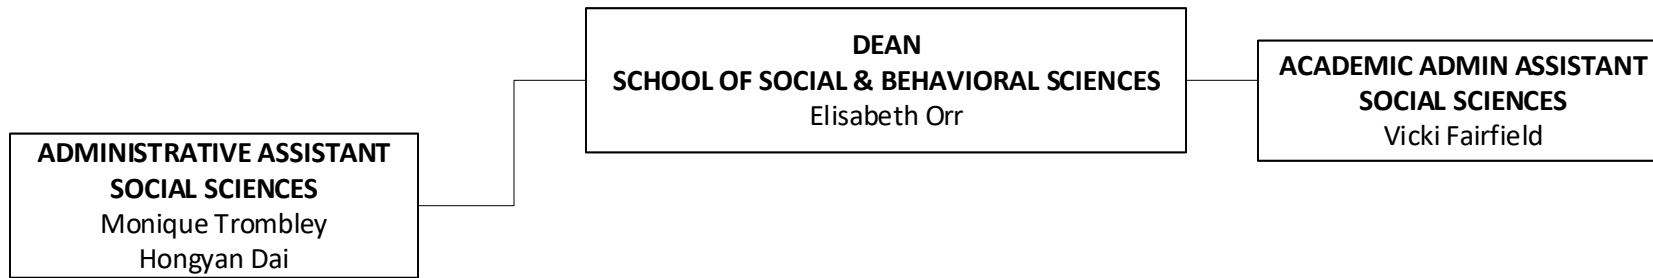 DEAN
SCHOOL OF SOCIAL & BEHAVIORAL SCIENCES
Elisabeth Orr
ACADEMIC ADMIN ASSISTANT
SOCIAL SCIENCES
Vicki Fairfield
ADMINISTRATIVE ASSISTANT
SOCIAL SCIENCES
Monique Trombley
Hongyan Dai